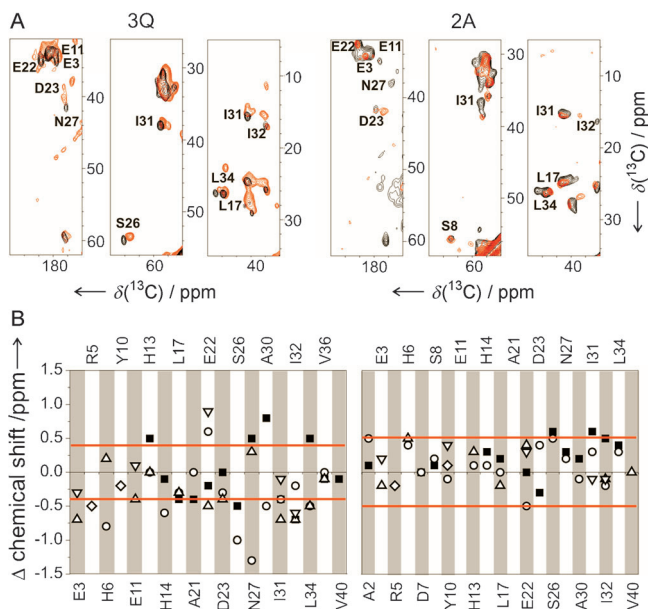 A
3Q
2A
E22 E11
E3
D23
N27
40
50
60
180
I31
S26
60
I31
I32
L34
L17
10
20
30
40
E22 E11
E3
N27
D23
40
50
60
180
I31
S8
60
I31
I32
L17
L34
10
20
30
40
δ(¹³C) / ppm
← δ(¹³C) / ppm
← δ(¹³C) / ppm
B
R5 Y10 H13 L17 E22 S26 A30 I32 V36
E3 H6 S8 E11 H14 A21 D23 N27 I31 L34
Δ chemical shift /ppm
1.5
1.0
0.5
0.0
-0.5
-1.0
-1.5
E3 H6 E11 H14 A21 D23 N27 I31 L34 V40
A2 R5 D7 Y10 H13 L17 E22 S26 A30 I32 V40